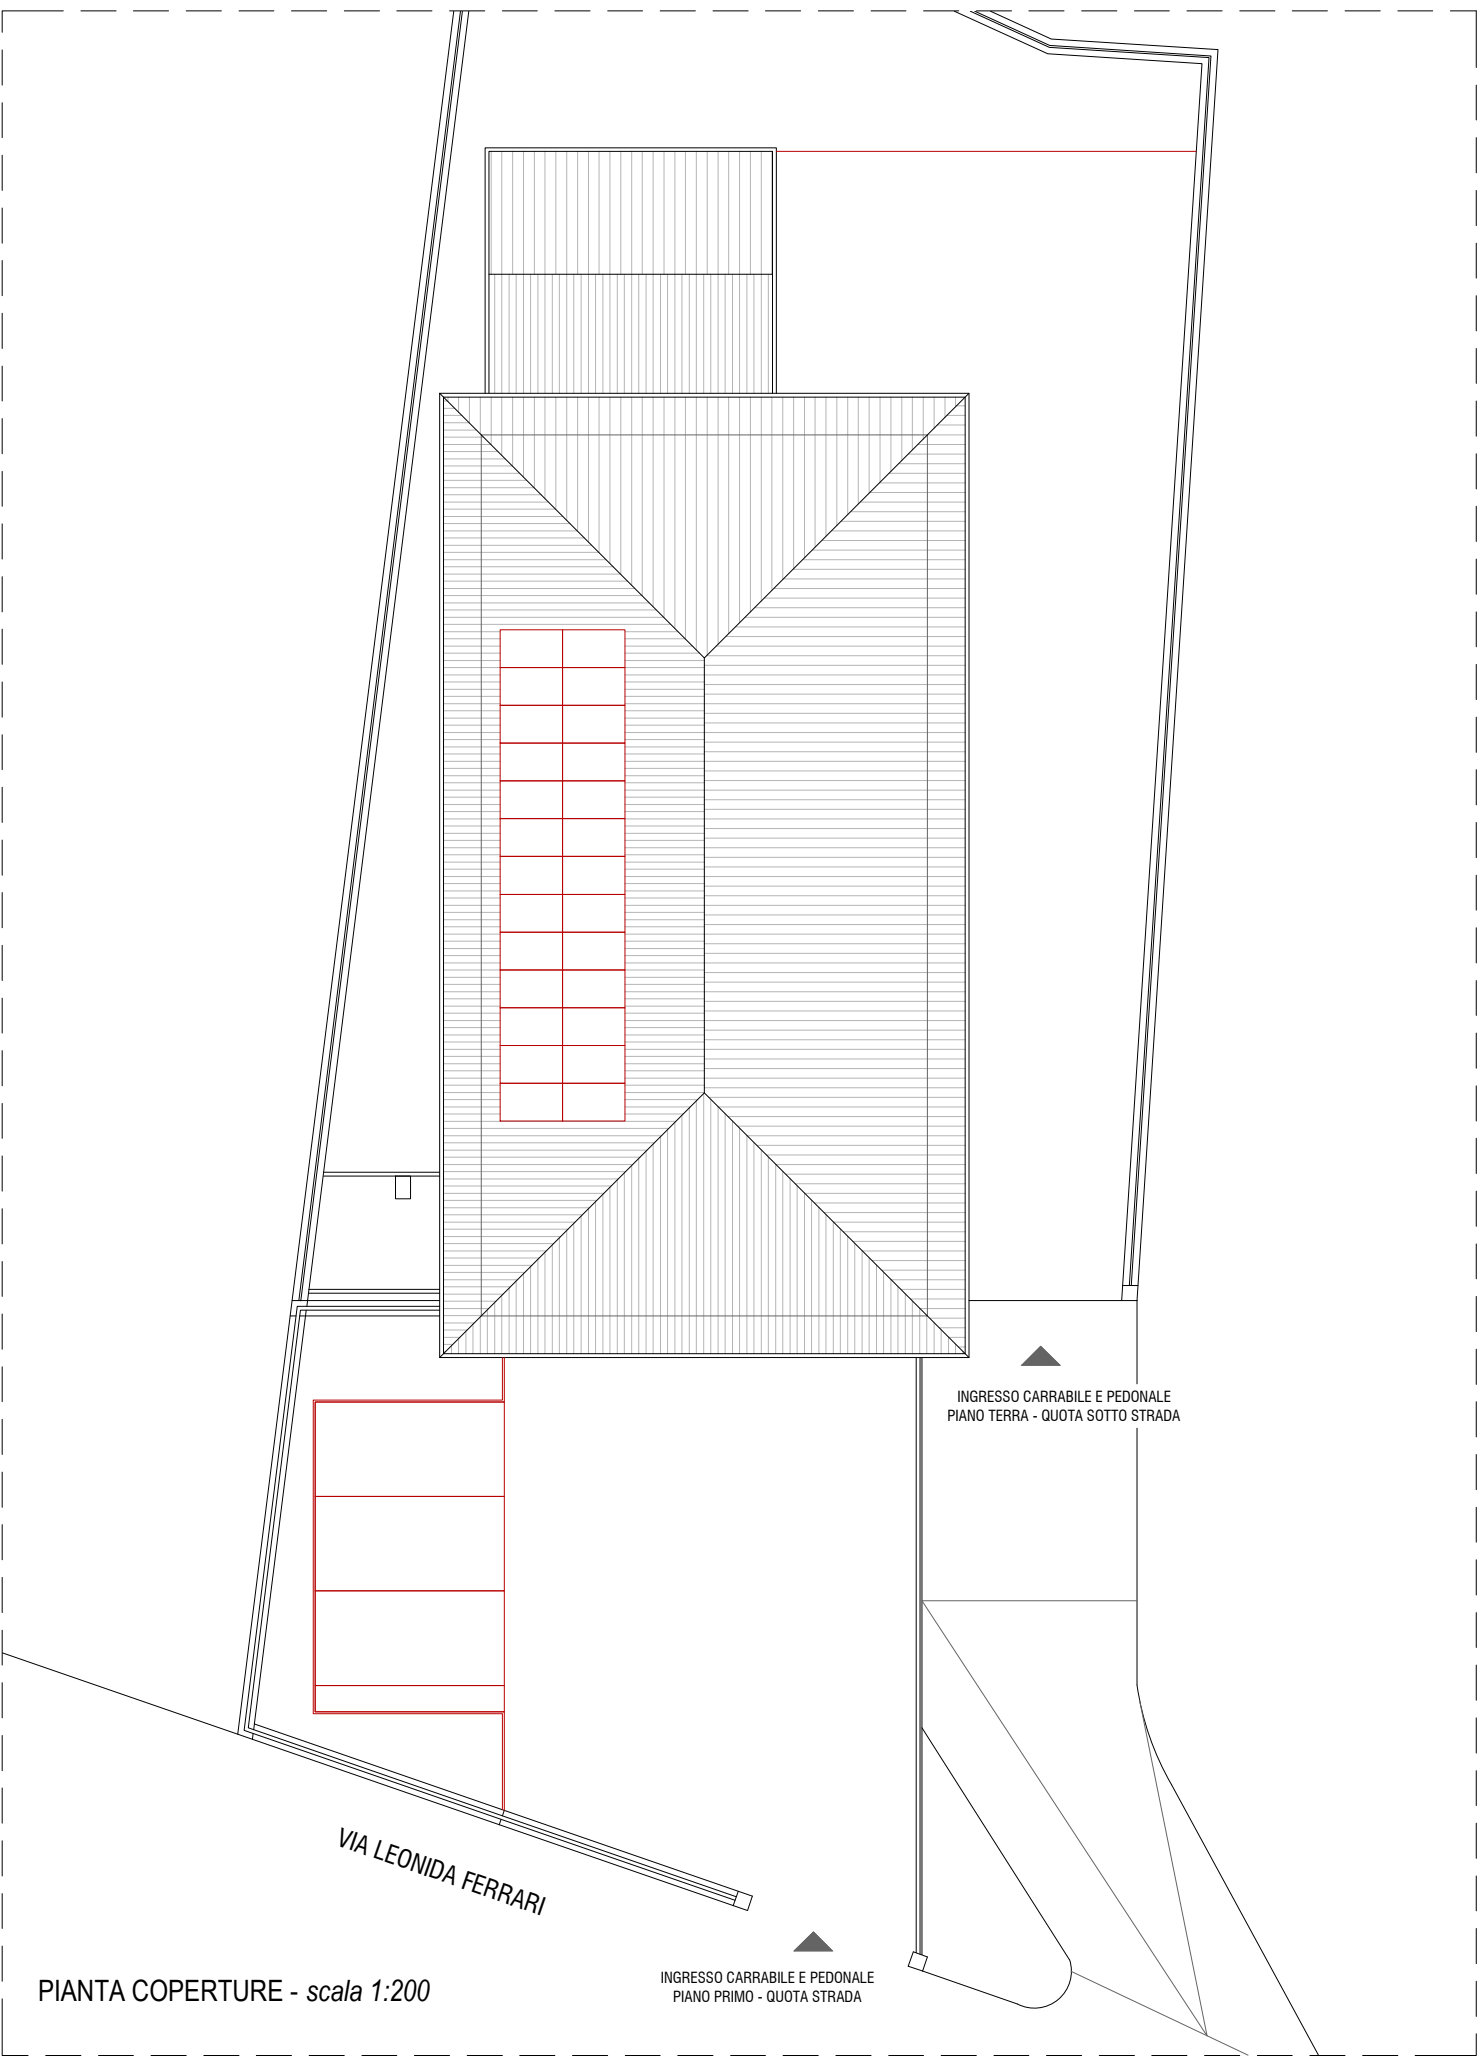 INGRESSO CARRABILE E PEDONALE
PIANO TERRA - QUOTA SOTTO STRADA
VIA LEONIDA FERRARI
INGRESSO CARRABILE E PEDONALE
PIANO PRIMO - QUOTA STRADA
PIANTA COPERTURE - scala 1:200